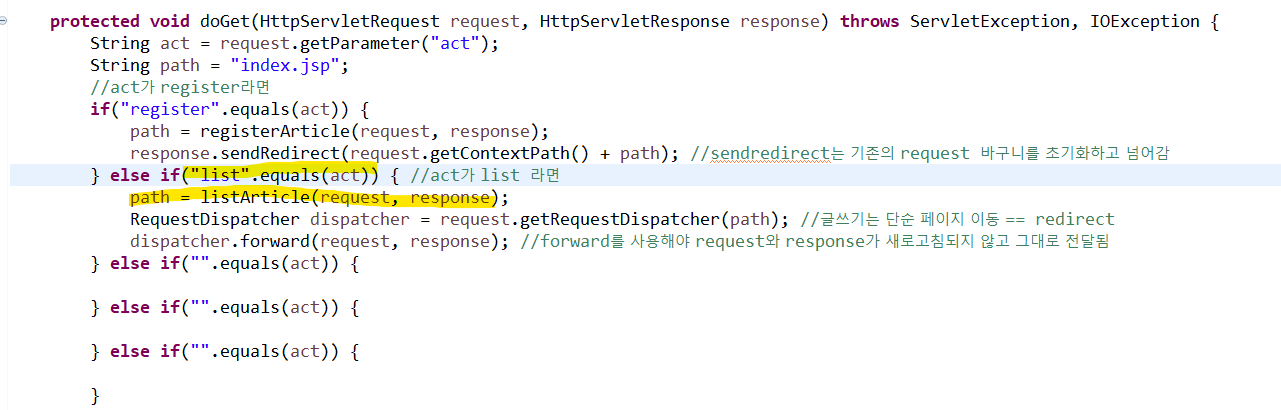 protected void doGet(HttpServletRequest request, HttpServletResponse response) throws ServletException, IOException {
String act = request.getParameter("act");
String path = "index.jsp";
//act가 register라면
if("register".equals(act)) {
path = registerArticle(request, response);
response.sendRedirect(request.getContextPath() + path); //sendredirect는 기존의 request 바구니를 초기화하고 넘어감
} else if("list".equals(act)) { //act가 list 라면
path = listArticle(request, response);
RequestDispatcher dispatcher = request.getRequestDispatcher(path); //글쓰기는 단순 페이지 이동 == redirect
dispatcher.forward(request, response); //forward를 사용해야 request와 response가 새로고침되지 않고 그대로 전달됨
} else if("".equals(act)) {
} else if("".equals(act)) {
} else if("".equals(act)) {
}